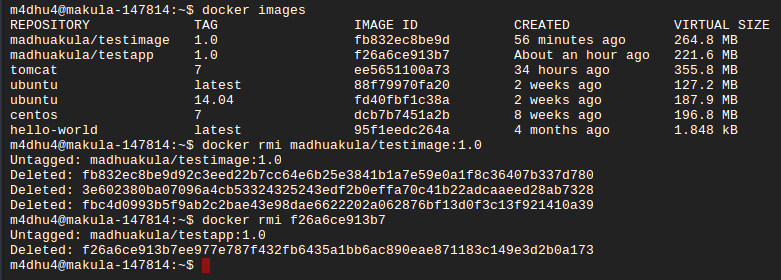 m4dhu4@makula-147814:~$ docker images
REPOSITORY TAG IMAGE ID CREATED VIRTUAL SIZE
madhuakula/testimage 1.0 fb832ec8be9d 56 minutes ago 264.8 MB
madhuakula/testapp 1.0 f26a6ce913b7 About an hour ago 221.6 MB
tomcat 7 ee5651100a73 34 hours ago 355.8 MB
ubuntu latest 88f79970fa20 2 weeks ago 127.2 MB
ubuntu 14.04 fd40fbf1c38a 2 weeks ago 187.9 MB
centos 7 dcb7b7451a2b 8 weeks ago 196.8 MB
hello-world latest 95f1eedc264a 4 months ago 1.848 kB
m4dhu4@makula-147814:~$ docker rmi madhuakula/testimage:1.0
Untagged: madhuakula/testimage:1.0
Deleted: fb832ec8be9d92c3eed22b7cc64e6b25e3841b1a7e59e0a1f8c36407b337d780
Deleted: 3e602380ba07096a4cb53324325243edf2b0effa70c41b22adcaaeed28ab7328
Deleted: fbc4d0993b5f9ab2c2bae43e98dae6622202a062876bf13d0f3c13f921410a39
m4dhu4@makula-147814:~$ docker rmi f26a6ce913b7
Untagged: madhuakula/testapp:1.0
Deleted: f26a6ce913b7ee977e787f432fb6435a1bb6ac890eae871183c149e3d2b0a173
m4dhu4@makula-147814:~$